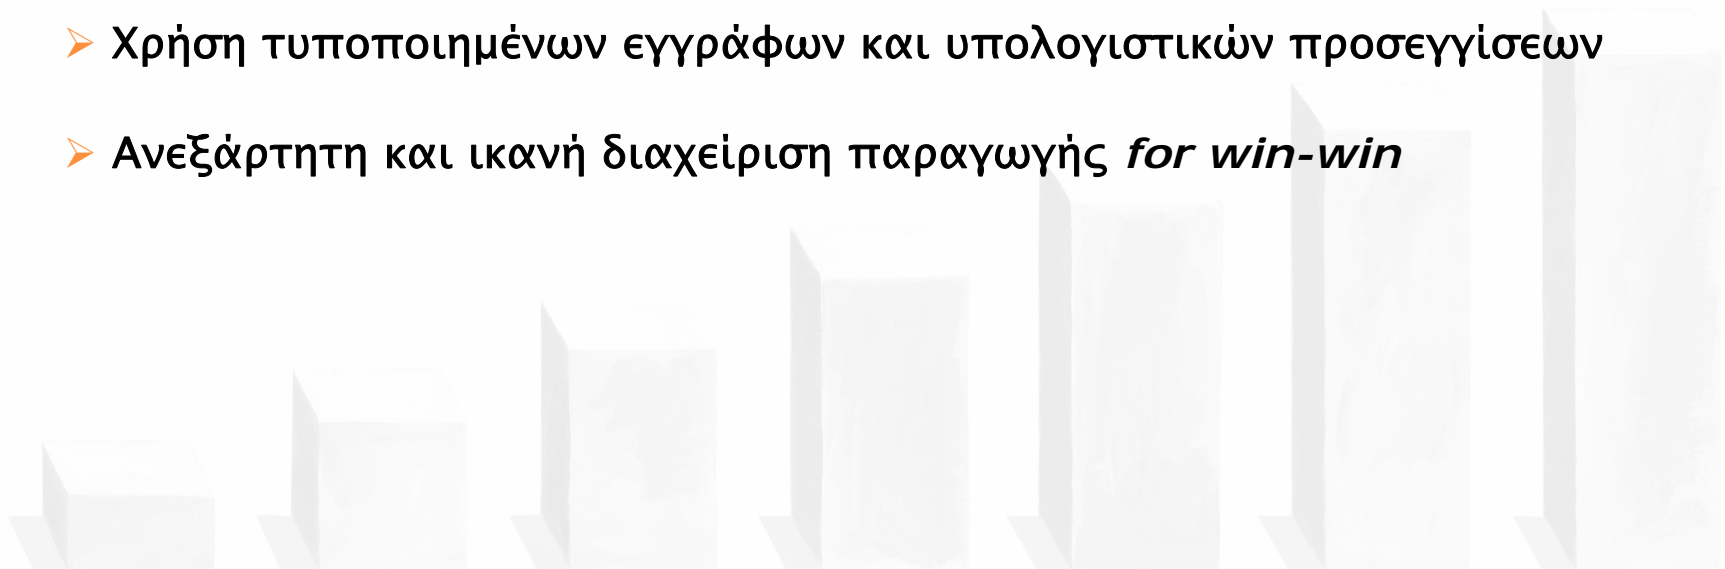 Χρήση τυποποιημένων εγγράφων και υπολογιστικών προσεγγίσεων
Ανεξάρτητη και ικανή διαχείριση παραγωγής for win-win